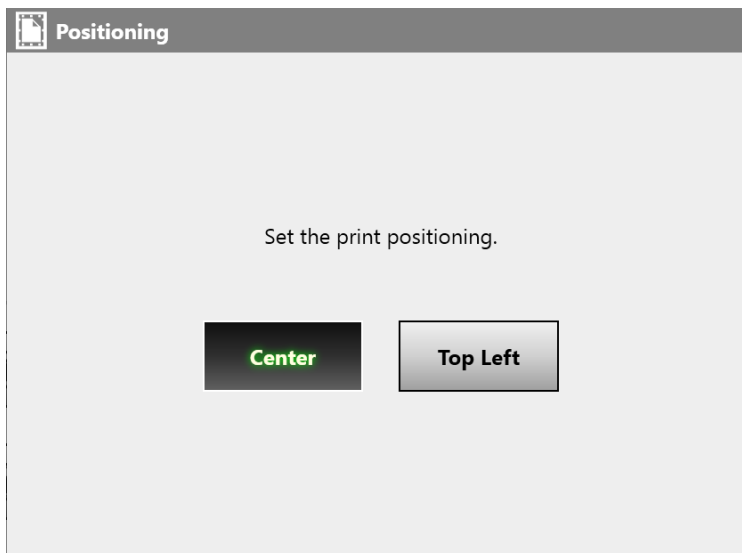 Positioning
Set the print positioning.
Center
Top Left